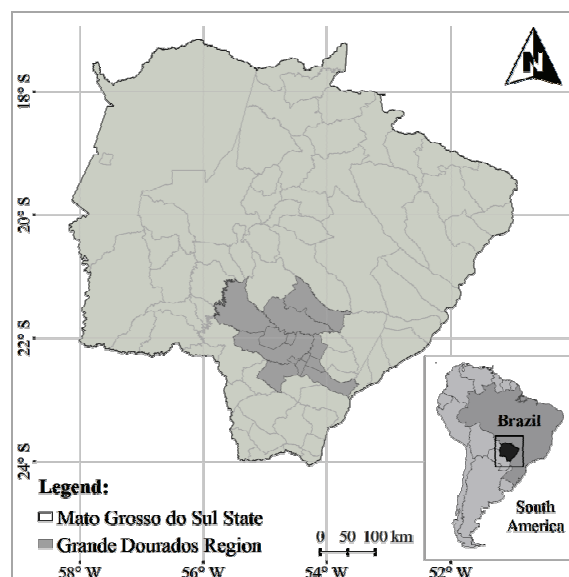 N
18°S
20°S
22°S
24°S
Brazil
South
America
Legend:
Mato Grosso do Sul State
Grande Dourados Region
0 50 100 km
58° W 56° W 54° W 52° W